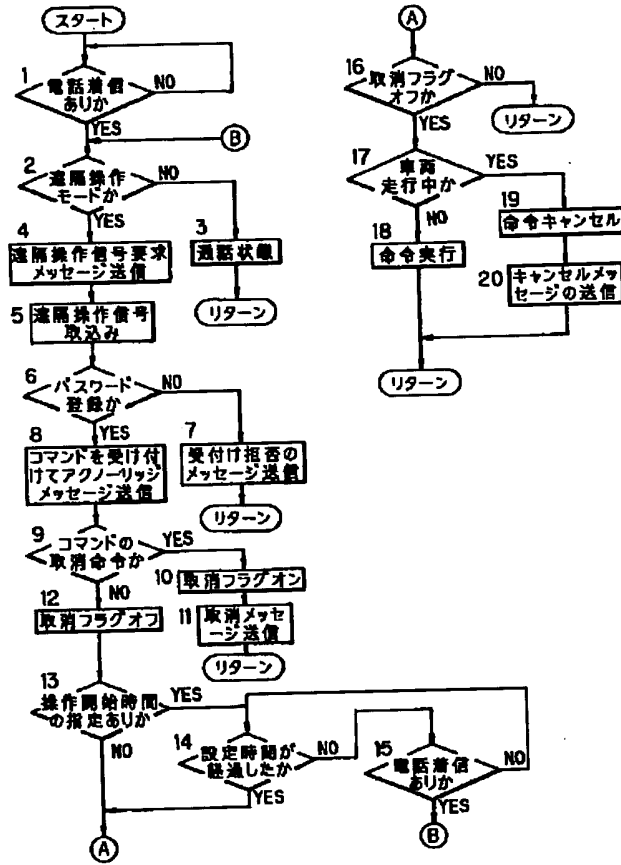 スタート
1
電話着信
ありか
NO
YES
B
2
遠隔操作
モードか
NO
YES
3
通話状態
リターン
4
遠隔操作信号要求
メッセージ送信
5
遠隔操作信号
取込み
6
パスワード
登録か
NO
YES
7
受付け拒否の
メッセージ送信
リターン
8
コマンドを受け付
けてアクノーリッジ
メッセージ送信
9
コマンドの
取消命令か
YES
NO
10
取消フラグオン
11
取消メッセ
ージ送信
リターン
12
取消フラグオフ
13
操作開始時間
の指定ありか
YES
NO
14
設定時間が
経過したか
NO
YES
15
電話着信
ありか
NO
YES
A
B
A
16
取消フラグ
オフか
NO
リターン
YES
17
車両
走行中か
YES
NO
18
命令実行
19
命令キャンセル
20
キャンセルメッ
セージの送信
リターン